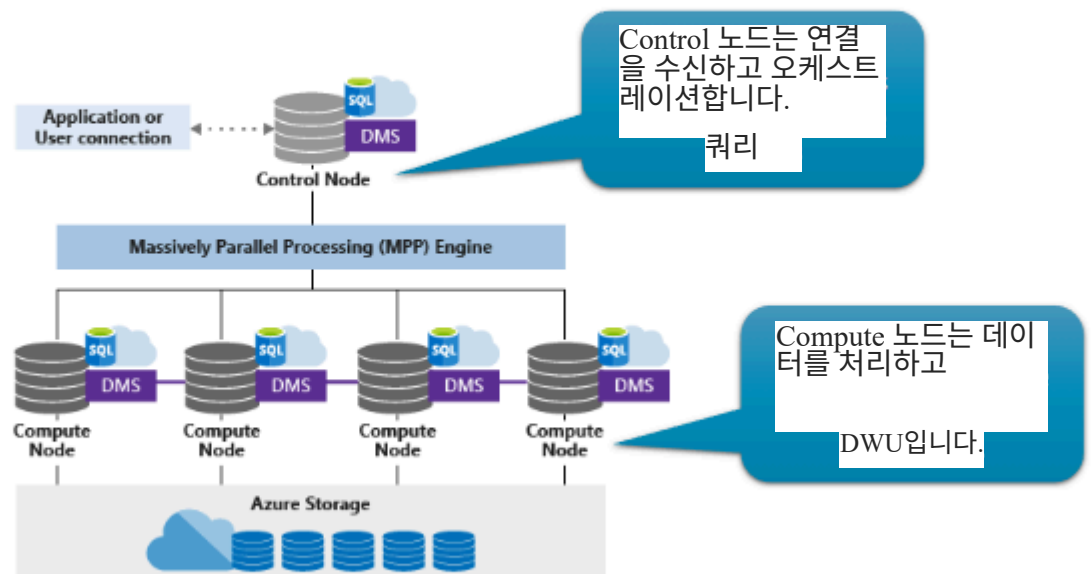 Control 노드는 연결
을 수신하고 오케스트
레이션합니다.
쿼리
SQL
Application or
User connection
DMS
Control Node
Massively Parallel Processing (MPP) Engine
SQL
SQL
SQL
SQL
DMS
DMS
DMS
DMS
Compute
Node
Compute
Node
Compute
Node
Compute
Node
Compute 노드는 데이
터를 처리하고
DWU입니다.
Azure Storage